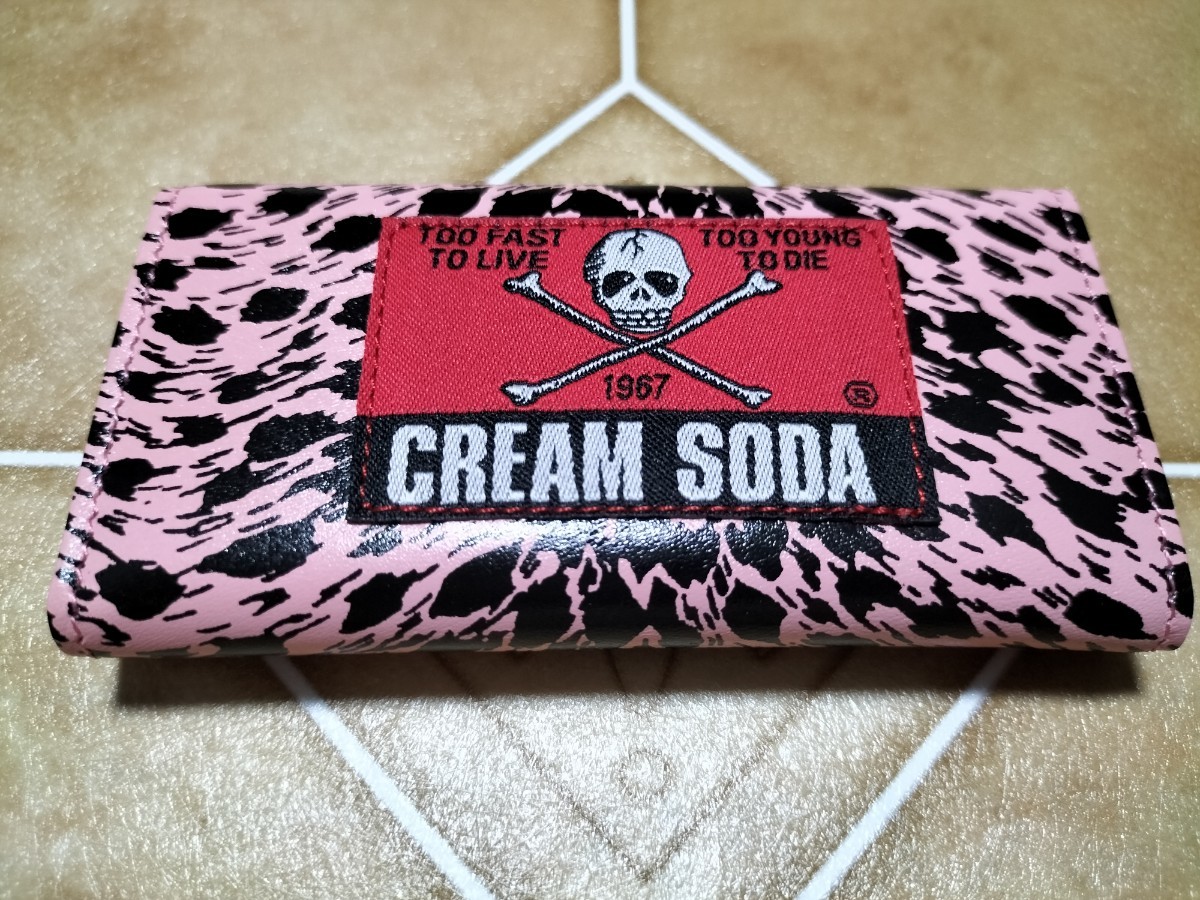 TOO FAST
TO LIVE
TOO YOUNG
TO DIE
1967
®
CREAM SODA